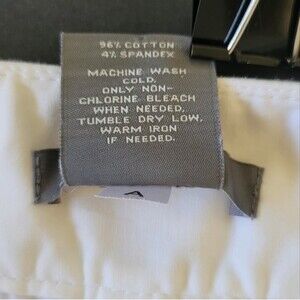 96% COTTON
4% SPANDEX
MACHINE WASH
COLD.
ONLY NON-
CHLORINE BLEACH
WHEN NEEDED.
TUMBLE DRY LOW,
WARM IRON
IF NEEDED.